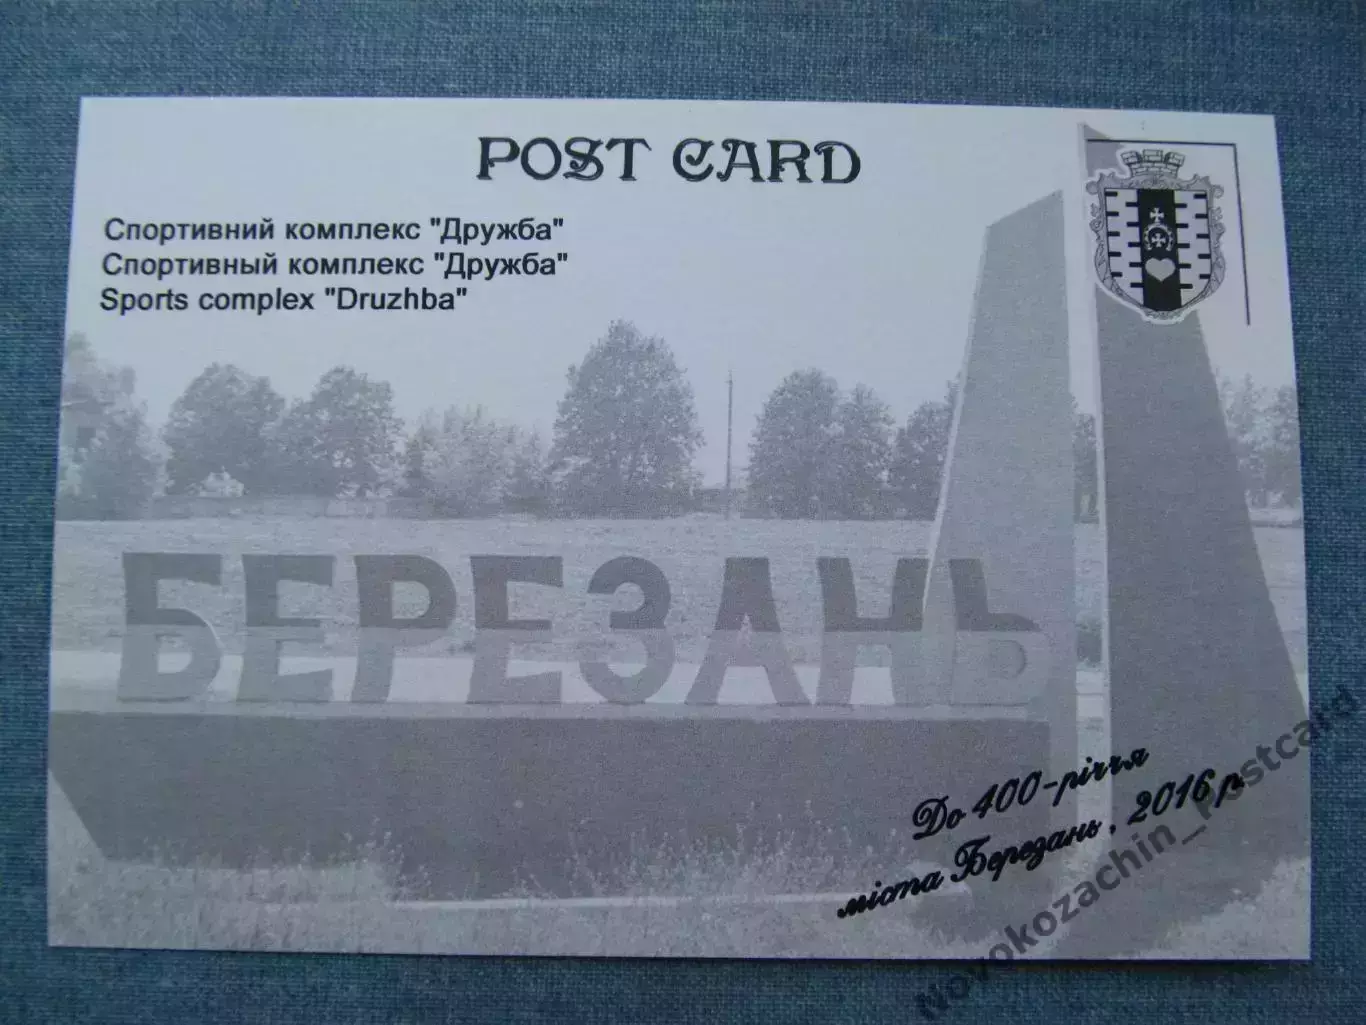 POST CARD
Спортивний комплекс "Дружба"
Спортивный комплекс "Дружба"
Sports complex "Druzhba"
БЕРЕЗАНЬ
До 400-річчя
міста Березань , 2016 р.
novokozachin_postcard